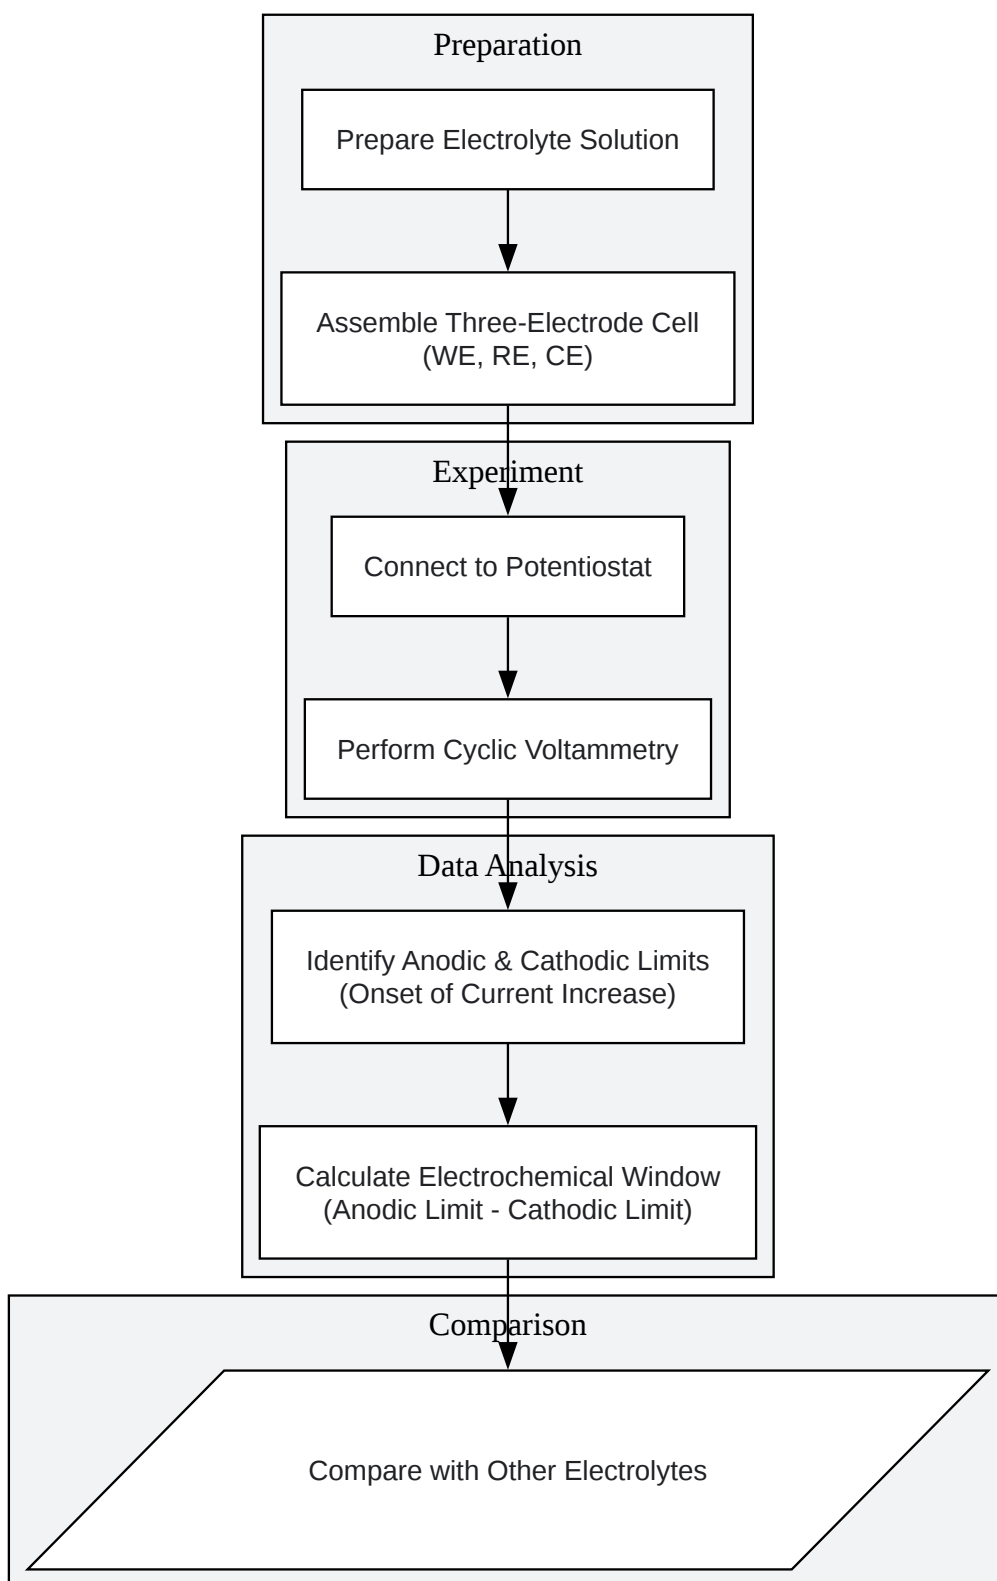 Preparation
Prepare Electrolyte Solution
Assemble Three-Electrode Cell
(WE, RE, CE)
Experiment
Connect to Potentiostat
Perform Cyclic Voltammetry
Data Analysis
Identify Anodic & Cathodic Limits
(Onset of Current Increase)
Calculate Electrochemical Window
(Anodic Limit - Cathodic Limit)
Comparison
Compare with Other Electrolytes